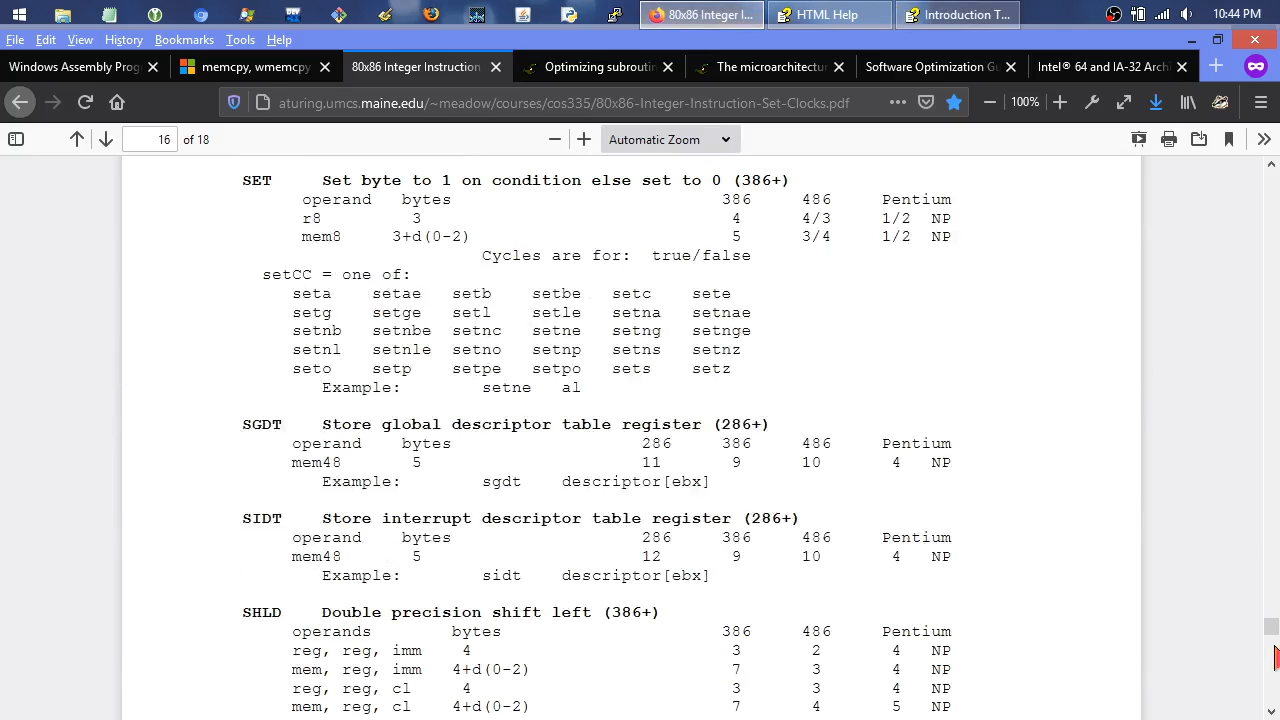 80x86 Integer I...
HTML Help
Introduction T...
10:44 PM
File Edit View History Bookmarks Tools Help
Windows Assembly Prog
memcpy, wmemcpy
80x86 Integer Instruction
Optimizing subroutin
The microarchitectur
Software Optimization Gu
Intel® 64 and IA-32 Archi
aturing.umcs.maine.edu/~meadow/courses/cos335/80x86-Integer-Instruction-Set-Clocks.pdf
100%
16 of 18
Automatic Zoom
SET Set byte to 1 on condition else set to 0 (386+)
operand bytes 386 486 Pentium
r8 3 4 4/3 1/2 NP
mem8 3+d(0-2) 5 3/4 1/2 NP
Cycles are for: true/false
setCC = one of:
seta setae setb setbe setc sete
setg setge setl setle setna setnae
setnb setnbe setnc setne setng setnge
setnl setnle setno setnp setns setnz
seto setp setpe setpo sets setz
Example: setne al
SGDT Store global descriptor table register (286+)
operand bytes 286 386 486 Pentium
mem48 5 11 9 10 4 NP
Example: sgdt descriptor[ebx]
SIDT Store interrupt descriptor table register (286+)
operand bytes 286 386 486 Pentium
mem48 5 12 9 10 4 NP
Example: sidt descriptor[ebx]
SHLD Double precision shift left (386+)
operands bytes 386 486 Pentium
reg, reg, imm 4 3 2 4 NP
mem, reg, imm 4+d(0-2) 7 3 4 NP
reg, reg, cl 4 3 3 4 NP
mem, reg, cl 4+d(0-2) 7 4 5 NP